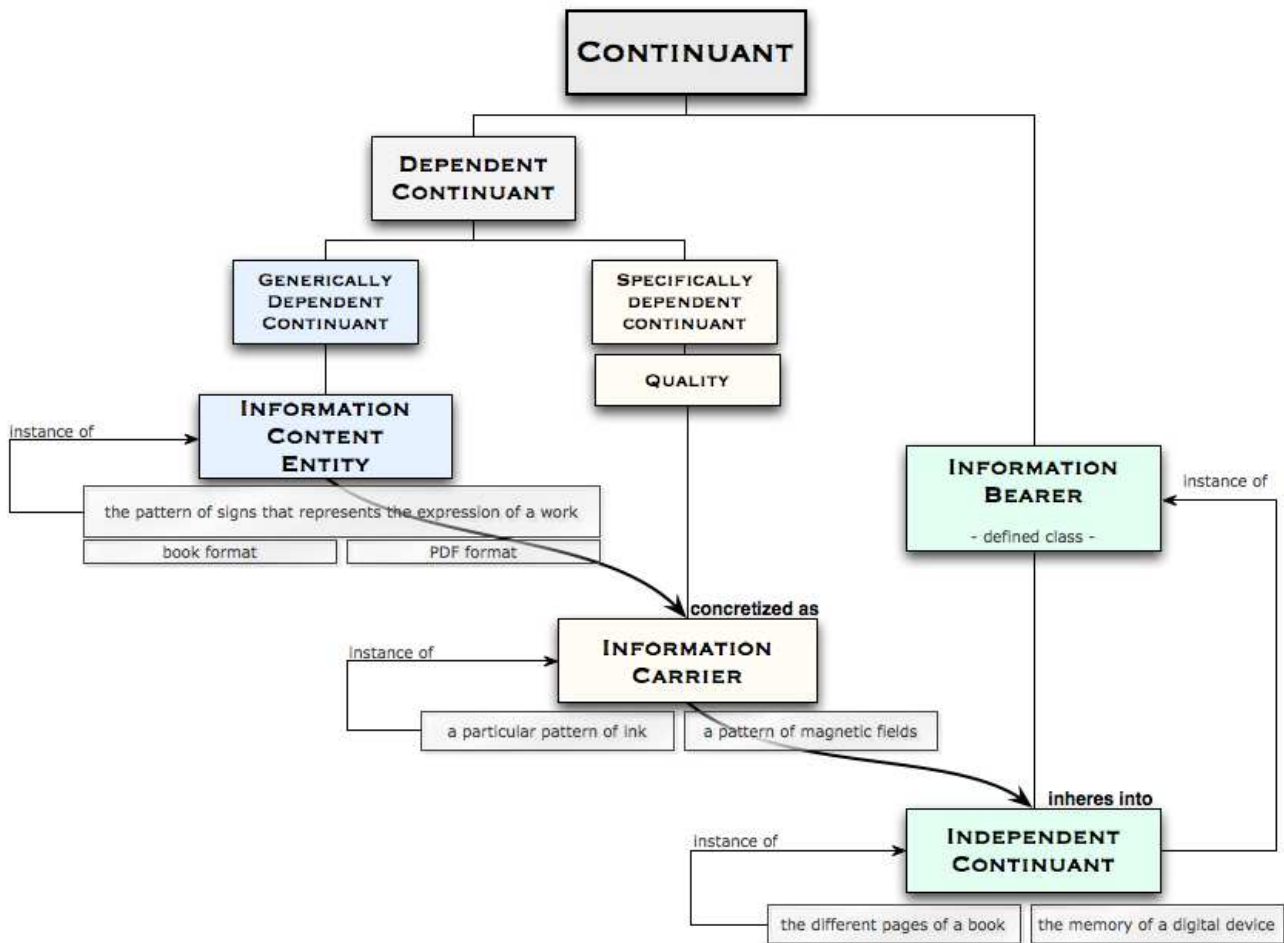 CONTINUANT
DEPENDENT
CONTINUANT
GENERICALLY
DEPENDENT
CONTINUANT
SPECIFICALLY
DEPENDENT
CONTINUANT
QUALITY
INFORMATION
CONTENT
ENTITY
instance of
the pattern of signs that represents the expression of a work
book format
PDF format
INFORMATION
BEARER
- defined class -
instance of
concretized as
INFORMATION
CARRIER
instance of
a particular pattern of ink
a pattern of magnetic fields
inheres into
INDEPENDENT
CONTINUANT
instance of
the different pages of a book
the memory of a digital device